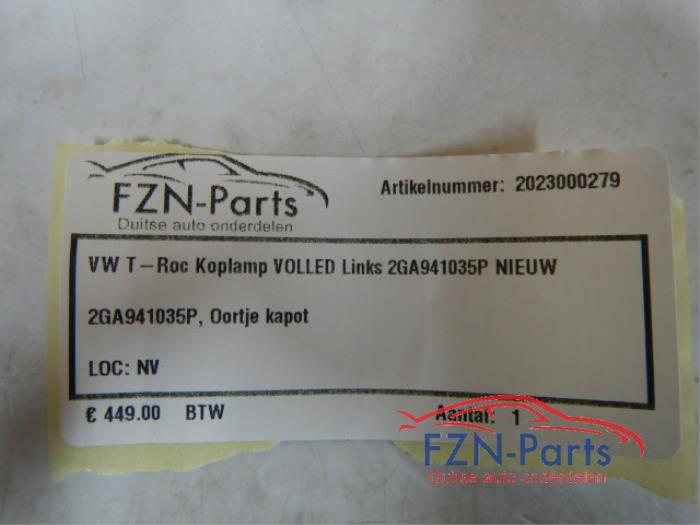 FZN-Parts
Duitse auto onderdelen
Artikelnummer: 2023000279
VW T-Roc Koplamp VOLLED Links 2GA941035P NIEUW
2GA941035P, Oortje kapot
LOC: NV
€ 449.00 BTW
Aantal: 1
FZN-Parts
Duitse auto onderdelen